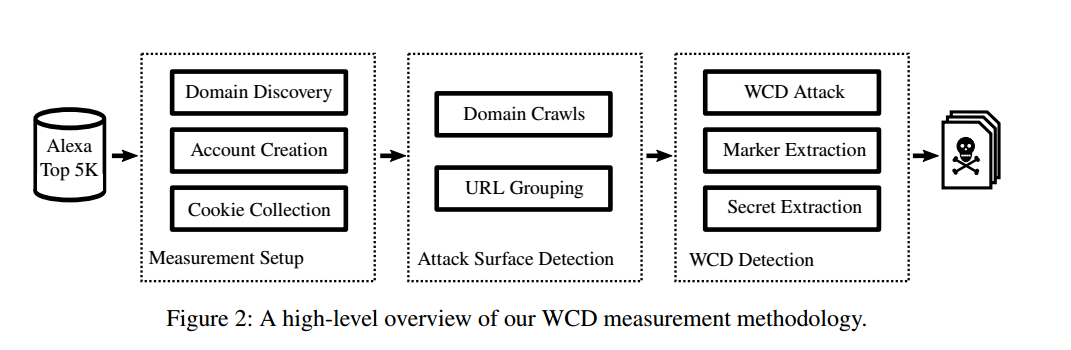 Alexa
Top 5K
Domain Discovery
Account Creation
Cookie Collection
Measurement Setup
Domain Crawls
URL Grouping
Attack Surface Detection
WCD Attack
Marker Extraction
Secret Extraction
WCD Detection
Figure 2: A high-level overview of our WCD measurement methodology.